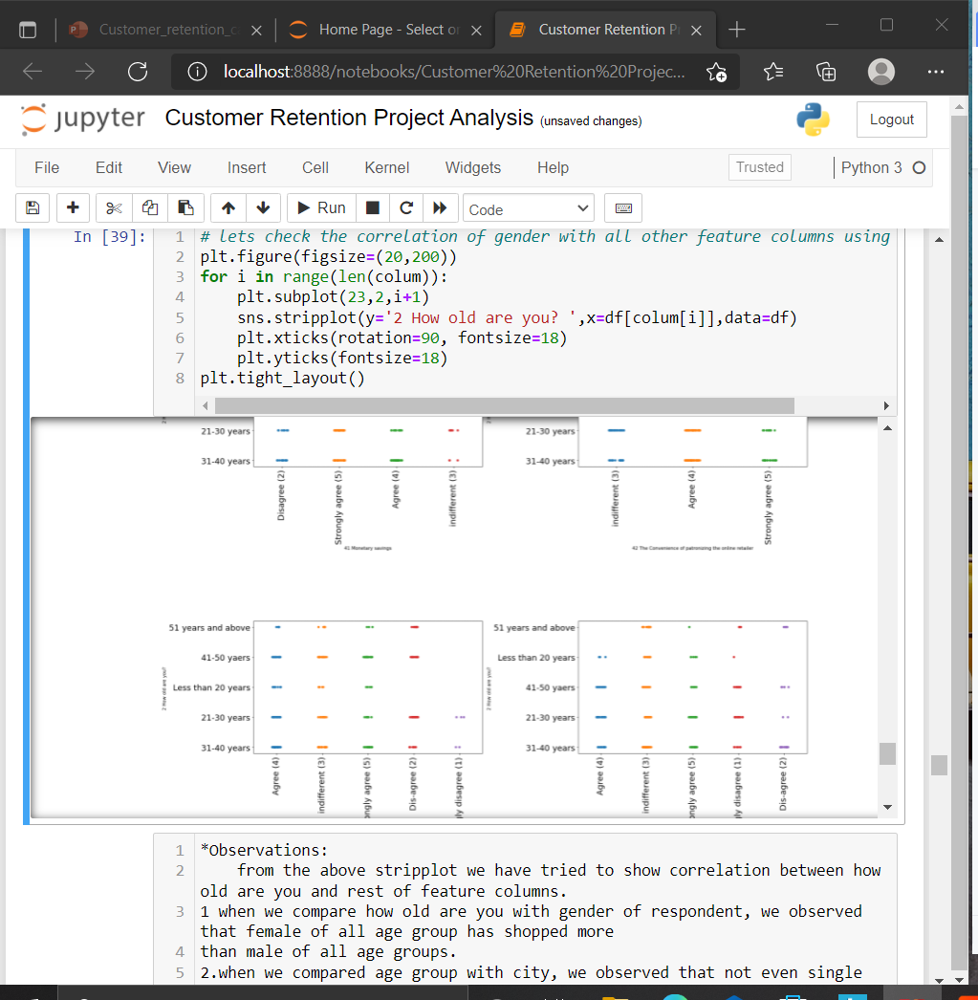 Customer_retention_c
Home Page - Select or
Customer Retention P
localhost:8888/notebooks/Customer%20Retention%20Projec...
jupyter
Customer Retention Project Analysis (unsaved changes)
Logout
File Edit View Insert Cell Kernel Widgets Help
Trusted
Python 3
Run
Code
In [39]:
1 # lets check the correlation of gender with all other feature columns using
2 plt.figure(figsize=(20,200))
3 for i in range(len(colum)):
4 plt.subplot(23,2,i+1)
5 sns.stripplot(y='2 How old are you? ',x=df[colum[i]],data=df)
6 plt.xticks(rotation=90, fontsize=18)
7 plt.yticks(fontsize=18)
8 plt.tight_layout()
21-30 years
31-40 years
Disagree (2)
Strongly agree (5)
Agree (4)
indifferent (3)
41 Monetary savings
21-30 years
31-40 years
indifferent (3)
Agree (4)
Strongly agree (5)
42 The Convenience of patronizing the online retailer
2 How old are you?
51 years and above
41-50 yaers
Less than 20 years
21-30 years
31-40 years
Agree (4)
indifferent (3)
ongly agree (5)
Dis-agree (2)
ly disagree (1)
2 How old are you?
51 years and above
Less than 20 years
41-50 yaers
21-30 years
31-40 years
Agree (4)
indifferent (3)
ongly agree (5)
ly disagree (1)
Dis-agree (2)
1 *Observations:
2 from the above stripplot we have tried to show correlation between how
old are you and rest of feature columns.
3 1 when we compare how old are you with gender of respondent, we observed
that female of all age group has shopped more
4 than male of all age groups.
5 2.when we compared age group with city, we observed that not even single